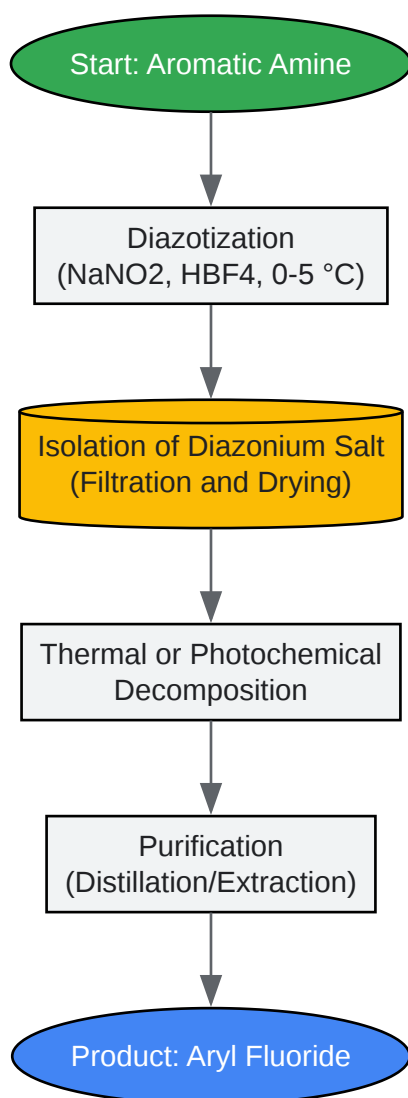 Start: Aromatic Amine
Diazotization
(NaNO2, HBF4, 0-5 °C)
Isolation of Diazonium Salt
(Filtration and Drying)
Thermal or Photochemical
Decomposition
Purification
(Distillation/Extraction)
Product: Aryl Fluoride